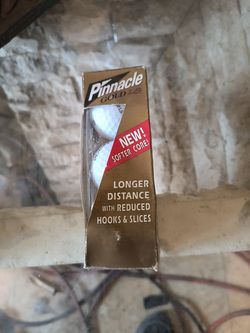 Pinnacle
GOLD
NEW!
SOFTER CORE!
LONGER
DISTANCE
WITH REDUCED
HOOKS & SLICES